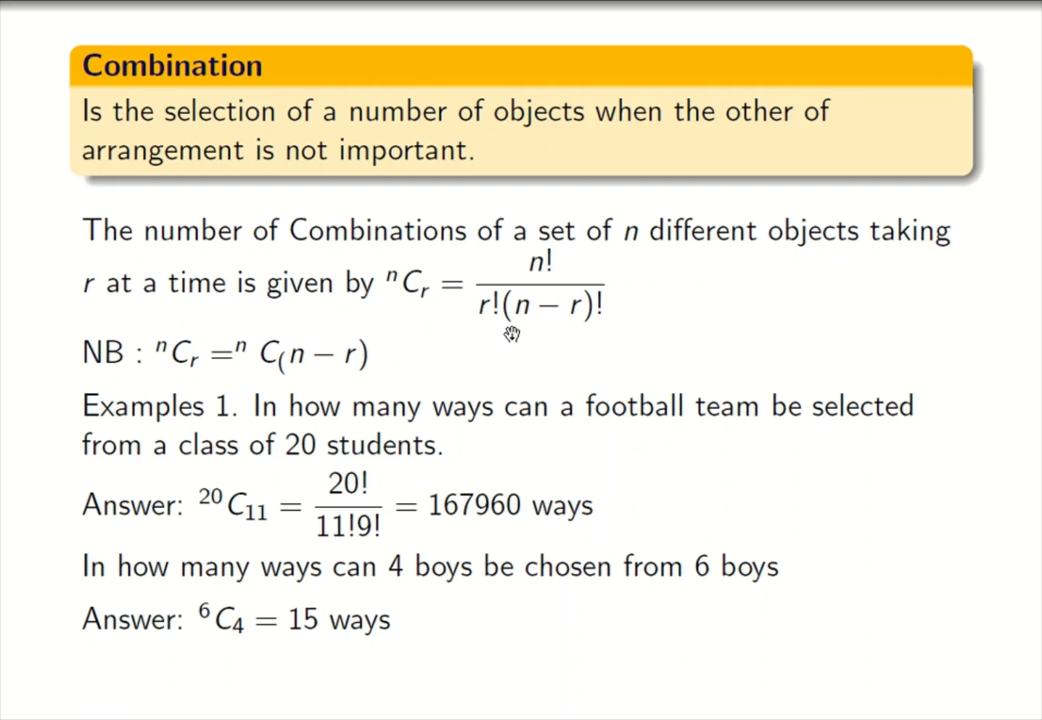 Combination
Is the selection of a number of objects when the other of
arrangement is not important.
The number of Combinations of a set of n different objects taking
r at a time is given by ⁿCᵣ = n! / r!(n − r)!
NB : ⁿCᵣ =ⁿ C₍n − r)
Examples 1. In how many ways can a football team be selected
from a class of 20 students.
Answer: ²⁰C₁₁ = 20! / 11!9! = 167960 ways
In how many ways can 4 boys be chosen from 6 boys
Answer: ⁶C₄ = 15 ways